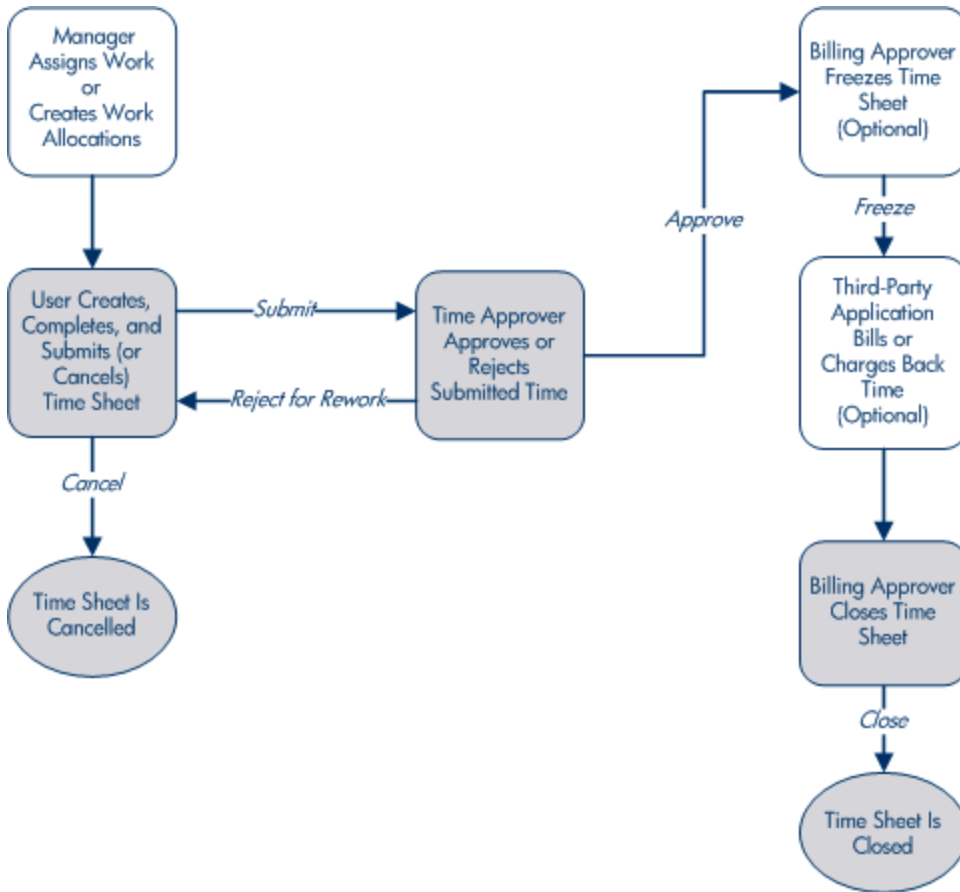 Manager
Assigns Work
or
Creates Work
Allocations
User Creates,
Completes, and
Submits (or
Cancels)
Time Sheet
Submit
Reject for Rework
Cancel
Time Sheet Is
Cancelled
Time Approver
Approves or
Rejects
Submitted Time
Approve
Billing Approver
Freezes Time
Sheet
(Optional)
Freeze
Third-Party
Application
Bills or
Charges Back
Time
(Optional)
Billing Approver
Closes Time
Sheet
Close
Time Sheet Is
Closed